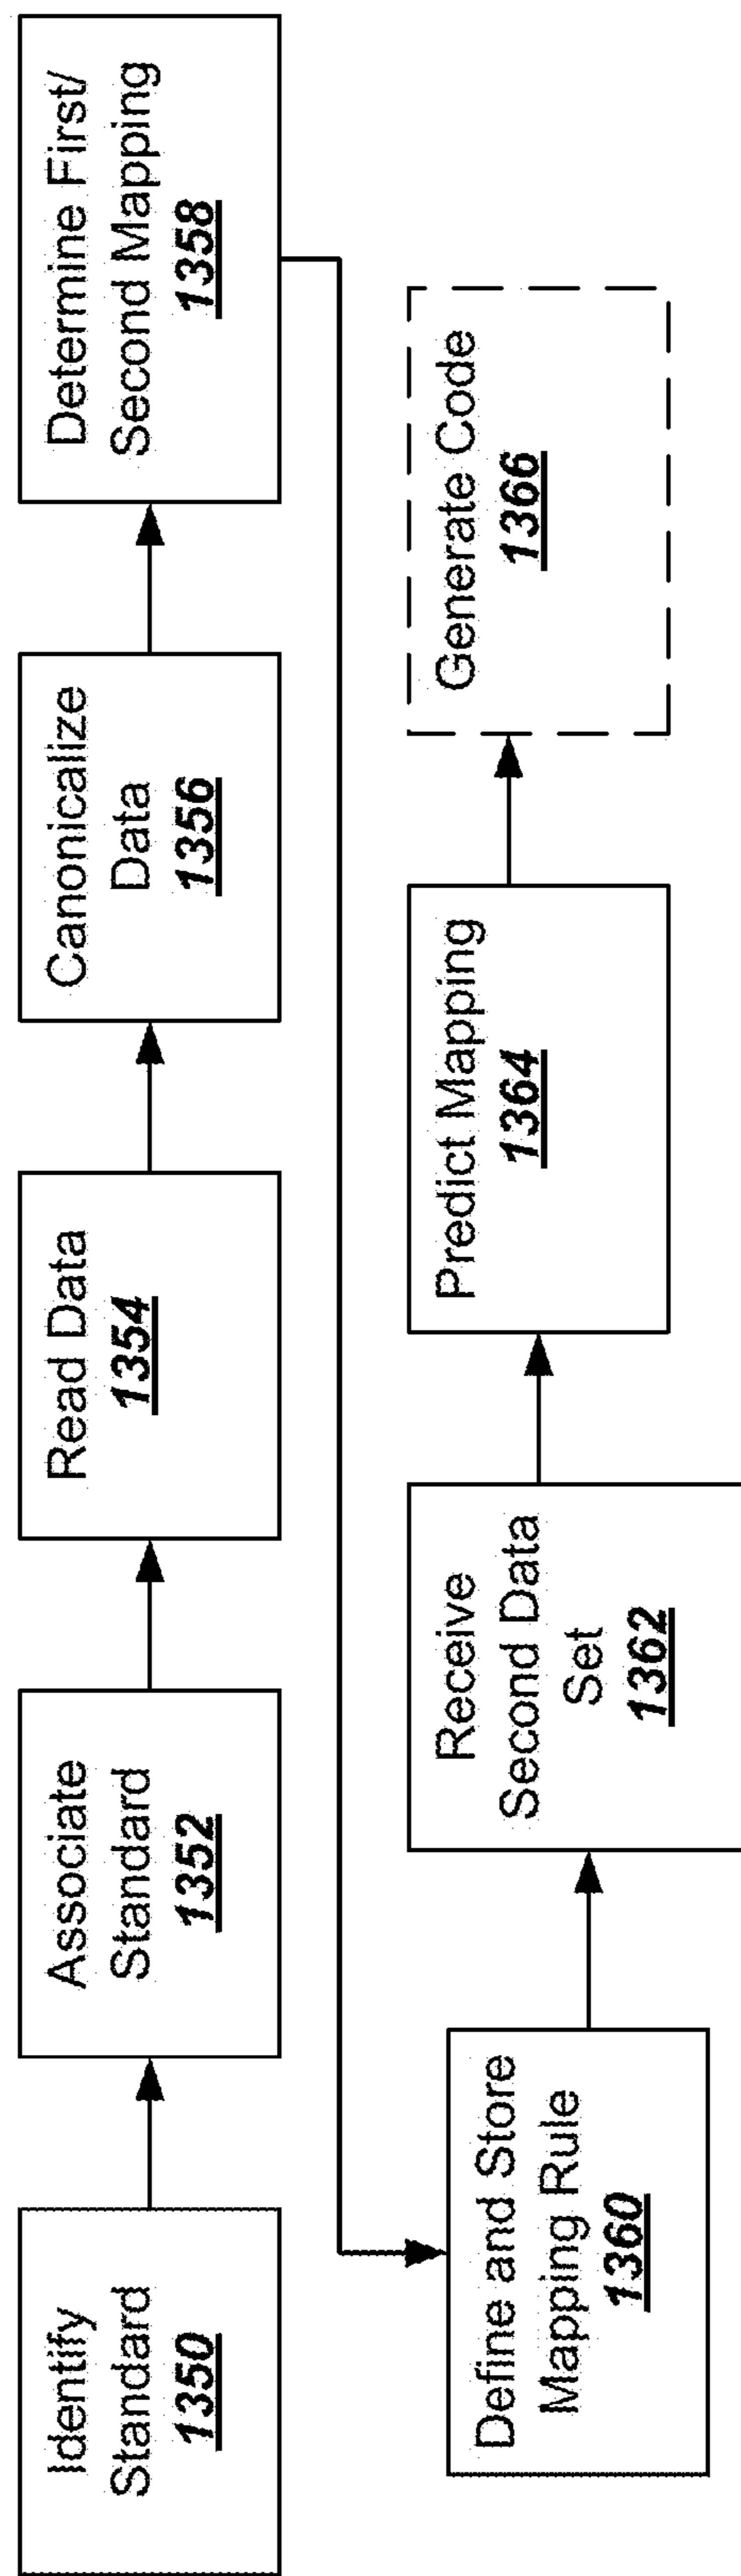 Identify
Standard
1350
Associate
Standard
1352
Read Data
1354
Canonicalize
Data
1356
Determine First/
Second Mapping
1358
Define and Store
Mapping Rule
1360
Receive
Second Data
Set
1362
Predict Mapping
1364
Generate Code
1366